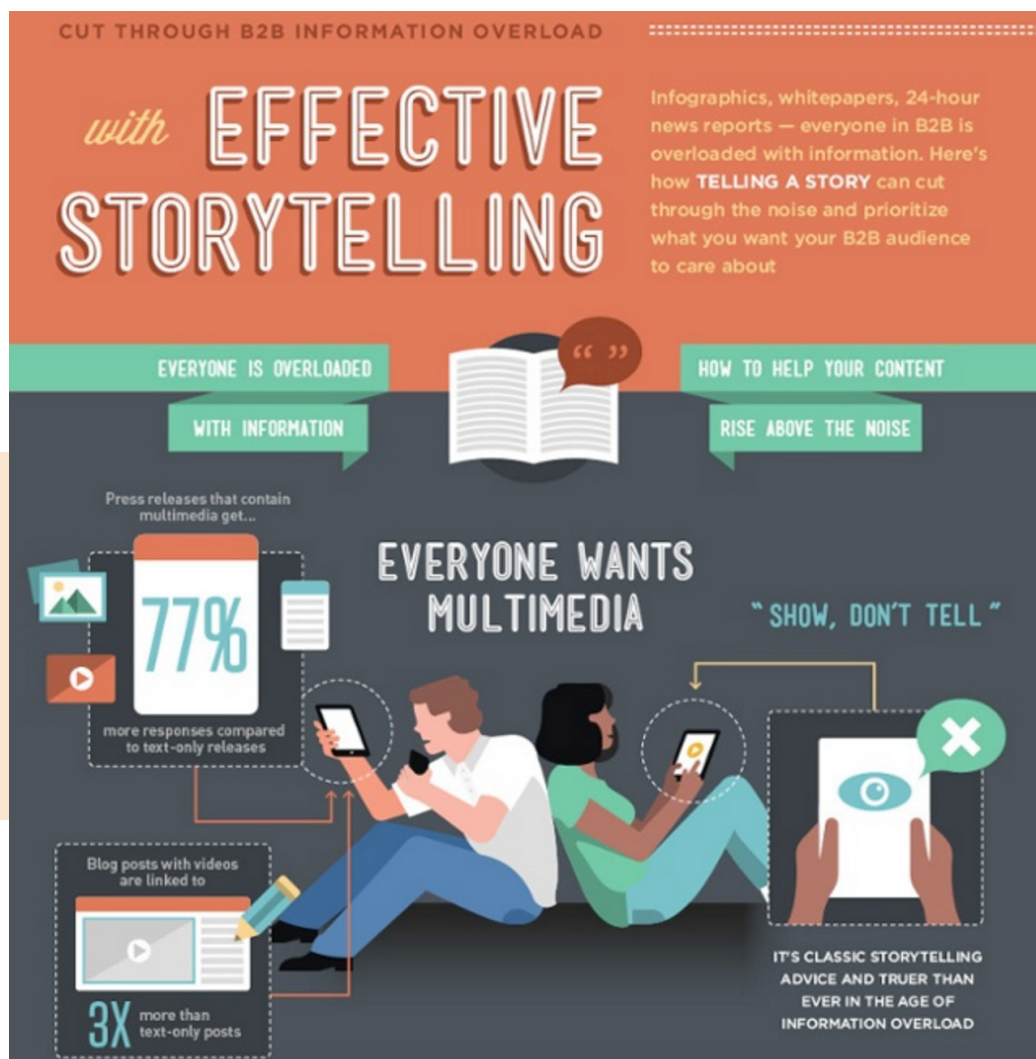 CUT THROUGH B2B INFORMATION OVERLOAD
with EFFECTIVE
STORYTELLING
Infographics, whitepapers, 24-hour
news reports — everyone in B2B is
overloaded with information. Here's
how TELLING A STORY can cut
through the noise and prioritize
what you want your B2B audience
to care about
EVERYONE IS OVERLOADED
WITH INFORMATION
“ ”
HOW TO HELP YOUR CONTENT
RISE ABOVE THE NOISE
Press releases that contain
multimedia get...
77%
more responses compared
to text-only releases
EVERYONE WANTS
MULTIMEDIA
“SHOW, DON'T TELL”
Blog posts with videos
are linked to
3X more than
text-only posts
IT'S CLASSIC STORYTELLING
ADVICE AND TRUER THAN
EVER IN THE AGE OF
INFORMATION OVERLOAD